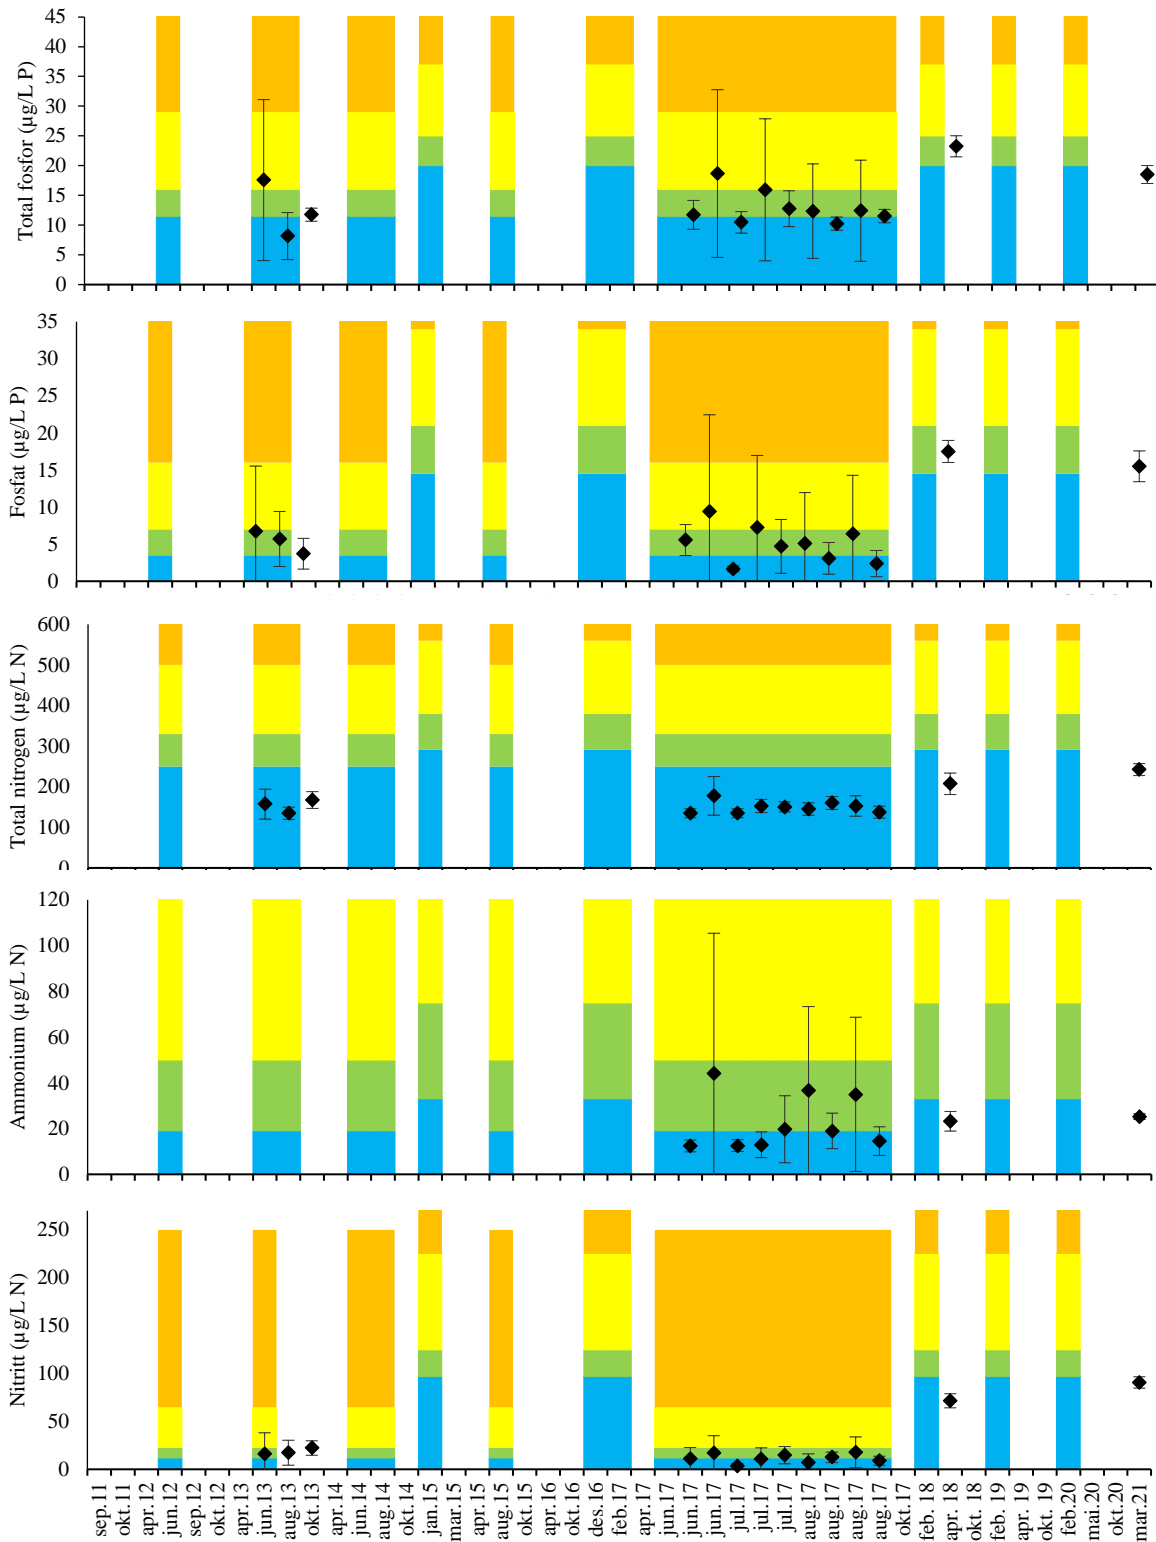 Total fosfor (µg/L P)
45
40
35
30
25
20
15
10
5
0
Fosfat (µg/L P)
35
30
25
20
15
10
5
0
Total nitrogen (µg/L N)
600
500
400
300
200
100
0
Ammonium (µg/L N)
120
100
80
60
40
20
0
Nitritt (µg/L N)
250
200
150
100
50
0
sep.11
okt.11
apr.12
jun.12
sep.12
okt.12
apr.13
jun.13
aug.13
okt.13
apr.14
jun.14
aug.14
okt.14
jan.15
mar.15
apr.15
aug.15
okt.15
apr.16
okt.16
des.16
feb.17
apr.17
jun.17
jun.17
jun.17
jul.17
jul.17
jul.17
aug.17
aug.17
aug.17
aug.17
okt.17
feb. 18
apr. 18
okt. 18
feb. 19
apr. 19
okt. 19
feb.20
mai.20
okt.20
mar.21